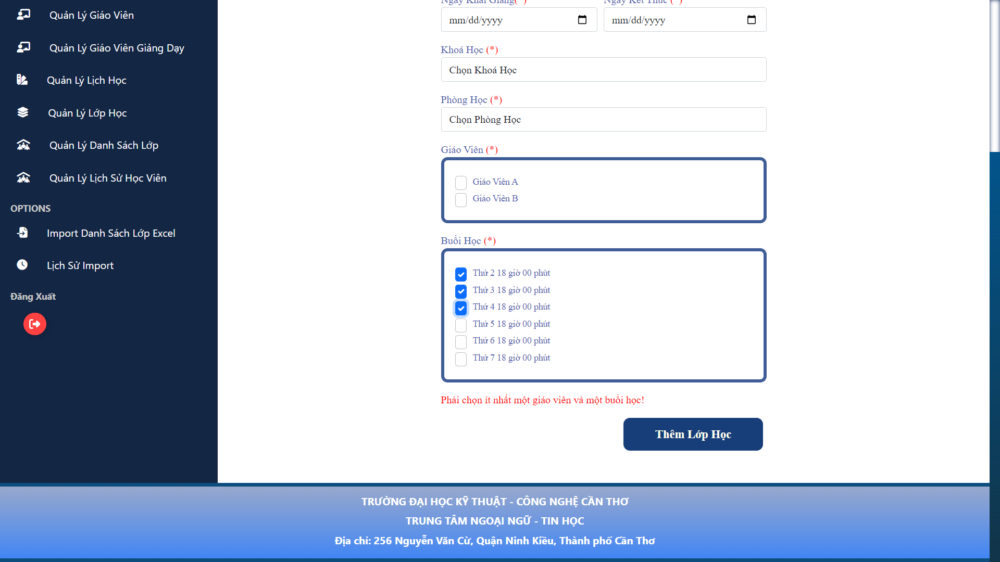 Quản Lý Giáo Viên
Quản Lý Giáo Viên Giảng Dạy
Quản Lý Lịch Học
Quản Lý Lớp Học
Quản Lý Danh Sách Lớp
Quản Lý Lịch Sử Học Viên
OPTIONS
Import Danh Sách Lớp Excel
Lịch Sử Import
Đăng Xuất
Ngày Khai Giảng(*) Ngày Kết Thúc (*)
mm/dd/yyyy mm/dd/yyyy
Khoá Học (*)
Chọn Khoá Học
Phòng Học (*)
Chọn Phòng Học
Giáo Viên (*)
Giáo Viên A
Giáo Viên B
Buổi Học (*)
Thứ 2 18 giờ 00 phút
Thứ 3 18 giờ 00 phút
Thứ 4 18 giờ 00 phút
Thứ 5 18 giờ 00 phút
Thứ 6 18 giờ 00 phút
Thứ 7 18 giờ 00 phút
Phải chọn ít nhất một giáo viên và một buổi học!
Thêm Lớp Học
TRƯỜNG ĐẠI HỌC KỸ THUẬT - CÔNG NGHỆ CẦN THƠ
TRUNG TÂM NGOẠI NGỮ - TIN HỌC
Địa chỉ: 256 Nguyễn Văn Cừ, Quận Ninh Kiều, Thành phố Cần Thơ